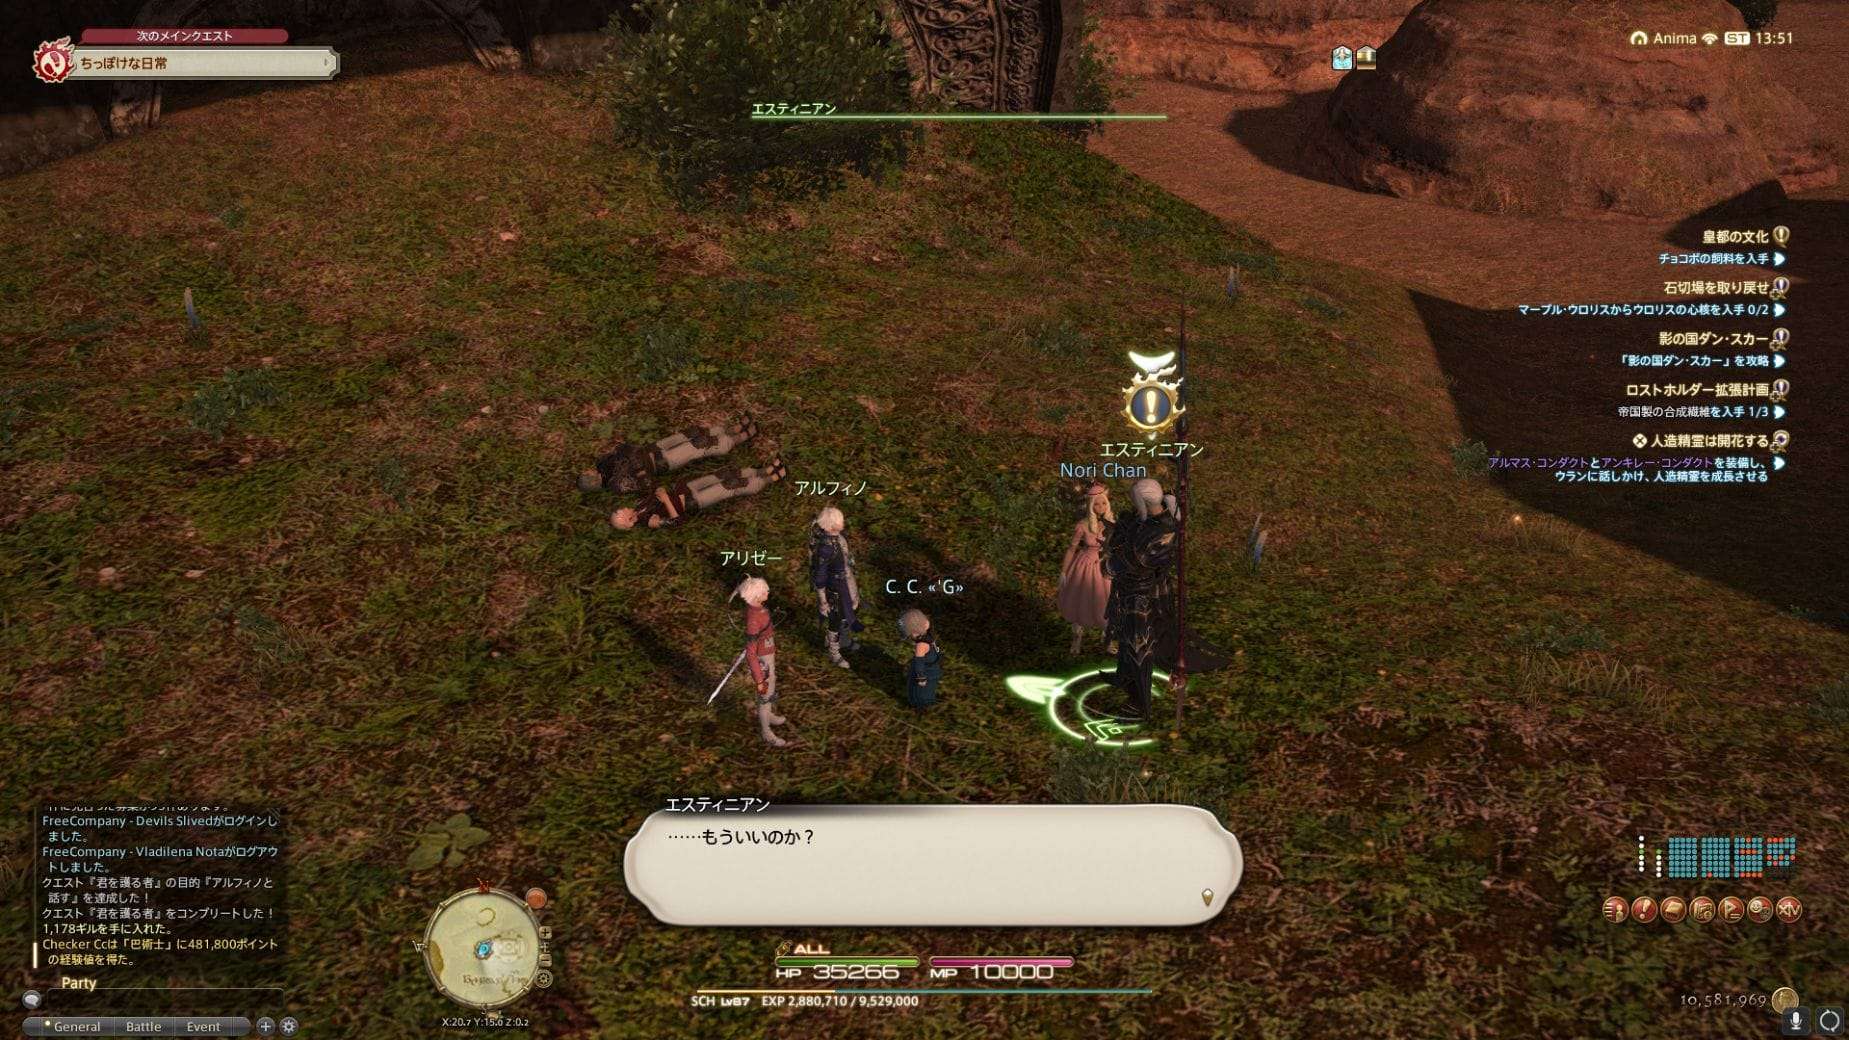 次のメインクエスト
ちっぽけな日常
Anima ST 13:51
エスティニアン
皇都の文化
チョコボの飼料を入手
石切場を取り戻せ
マーブル・ウロリスからウロリスの心核を入手 0/2
影の国ダン・スカー
「影の国ダン・スカー」を攻略
ロストホルダー拡張計画
帝国製の合成繊維を入手 1/3
人造精霊は開花する
アルマス・コンダクトとアンキレー・コンダクトを装備し、
ウランに話しかけ、人造精霊を成長させる
エスティニアン
Nori Chan
アルフィノ
アリゼー
C. C. «'G»
エスティニアン
……もういいのか？
FreeCompany - Devils Slivedがログインし
ました。
FreeCompany - Vladilena Notaがログアウ
トしました。
クエスト『君を護る者』の目的『アルフィノと
話す』を達成した！
クエスト『君を護る者』をコンプリートした！
1,178ギルを手に入れた。
Checker Ccは「巴術士」に481,800ポイント
の経験値を得た。
Party
General Battle Event
X:20.7 Y:15.0 Z:0.2
ALL
HP 35266 MP 10000
SCH Lv87 EXP 2,880,710 / 9,529,000
10,581,969
XIV